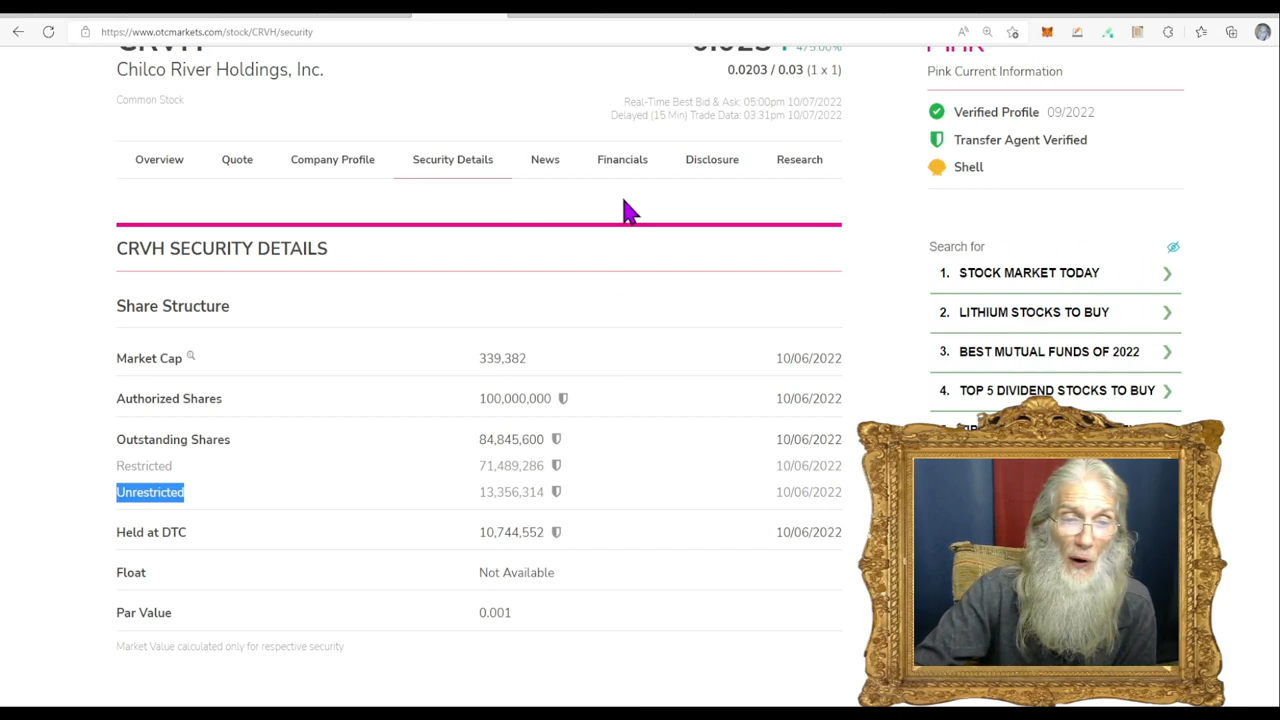 https://www.otcmarkets.com/stock/CRVH/security
CRVH
0.023 475.00%
PINK
Chilco River Holdings, Inc.
0.0203 / 0.03 (1 x 1)
Pink Current Information
Common Stock
Real-Time Best Bid & Ask: 05:00pm 10/07/2022
Delayed (15 Min) Trade Data: 03:31pm 10/07/2022
Verified Profile 09/2022
Transfer Agent Verified
Shell
Overview Quote Company Profile Security Details News Financials Disclosure Research
CRVH SECURITY DETAILS
Share Structure
Market Cap 339,382 10/06/2022
Authorized Shares 100,000,000 10/06/2022
Outstanding Shares 84,845,600 10/06/2022
Restricted 71,489,286 10/06/2022
Unrestricted 13,356,314 10/06/2022
Held at DTC 10,744,552 10/06/2022
Float Not Available
Par Value 0.001
Market Value calculated only for respective security
Search for
1. STOCK MARKET TODAY
2. LITHIUM STOCKS TO BUY
3. BEST MUTUAL FUNDS OF 2022
4. TOP 5 DIVIDEND STOCKS TO BUY